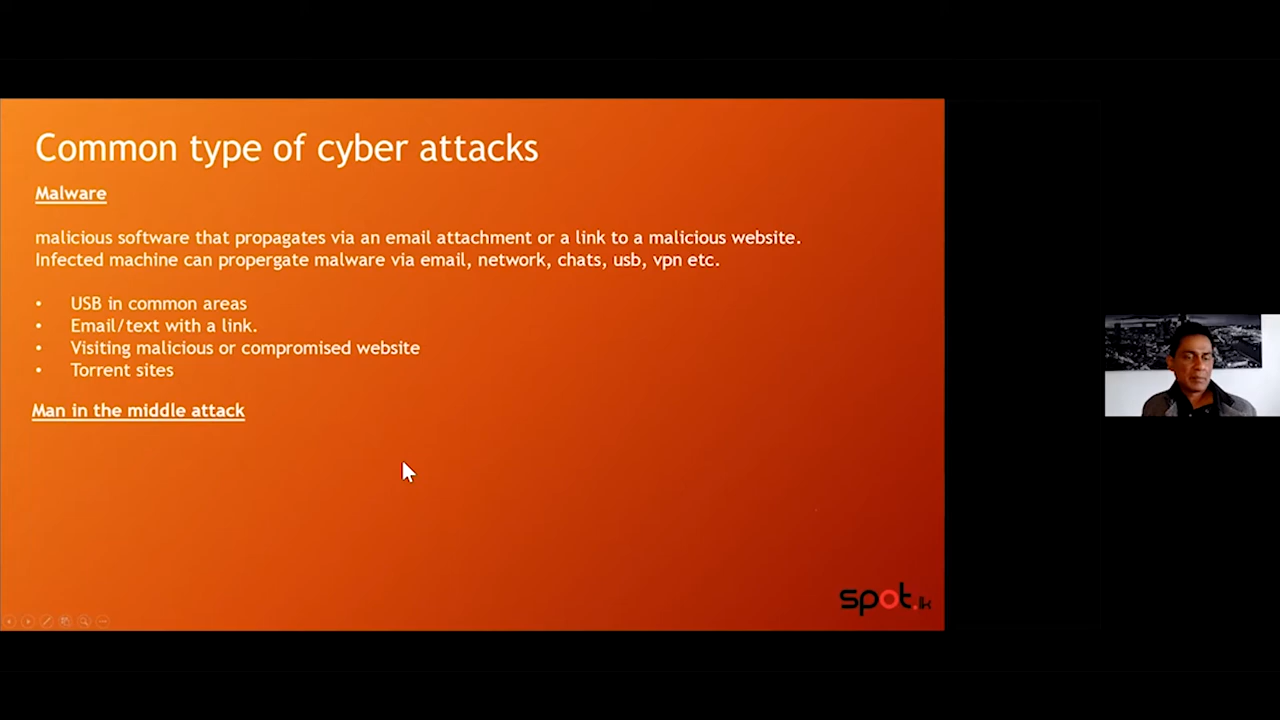 Common type of cyber attacks
Malware
malicious software that propagates via an email attachment or a link to a malicious website.
Infected machine can propergate malware via email, network, chats, usb, vpn etc.
• USB in common areas
• Email/text with a link.
• Visiting malicious or compromised website
• Torrent sites
Man in the middle attack
spot.lk